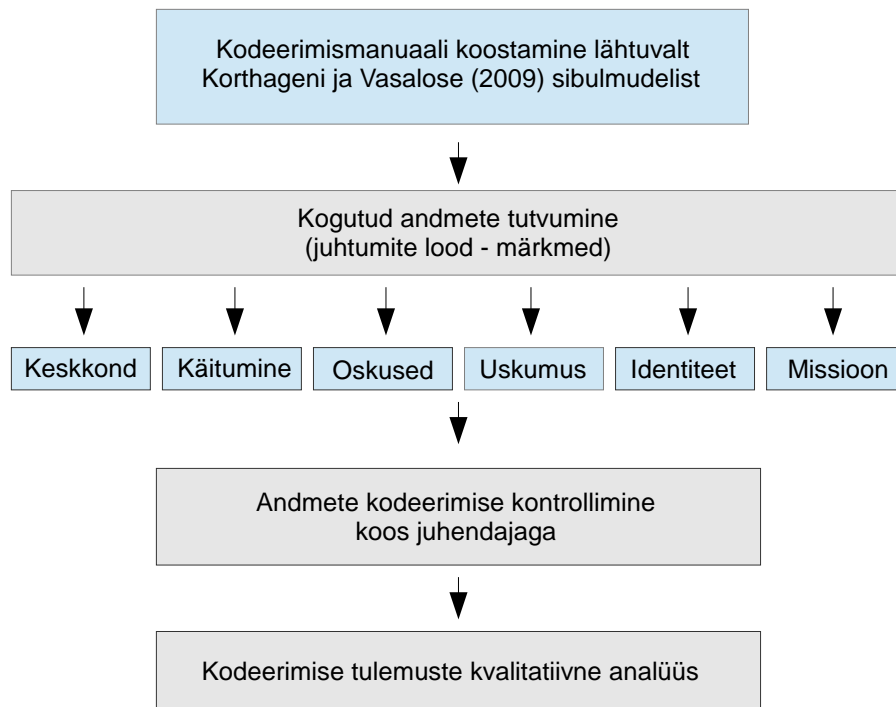 Kodeerimismanuaali koostamine lähtuvalt
Korthageni ja Vasalose (2009) sibulmudelist
Kogutud andmete tutvumine
(juhtumite lood - märkmed)
Keskkond
Käitumine
Oskused
Uskumus
Identiteet
Missioon
Andmete kodeerimise kontrollimine
koos juhendajaga
Kodeerimise tulemuste kvalitatiivne analüüs